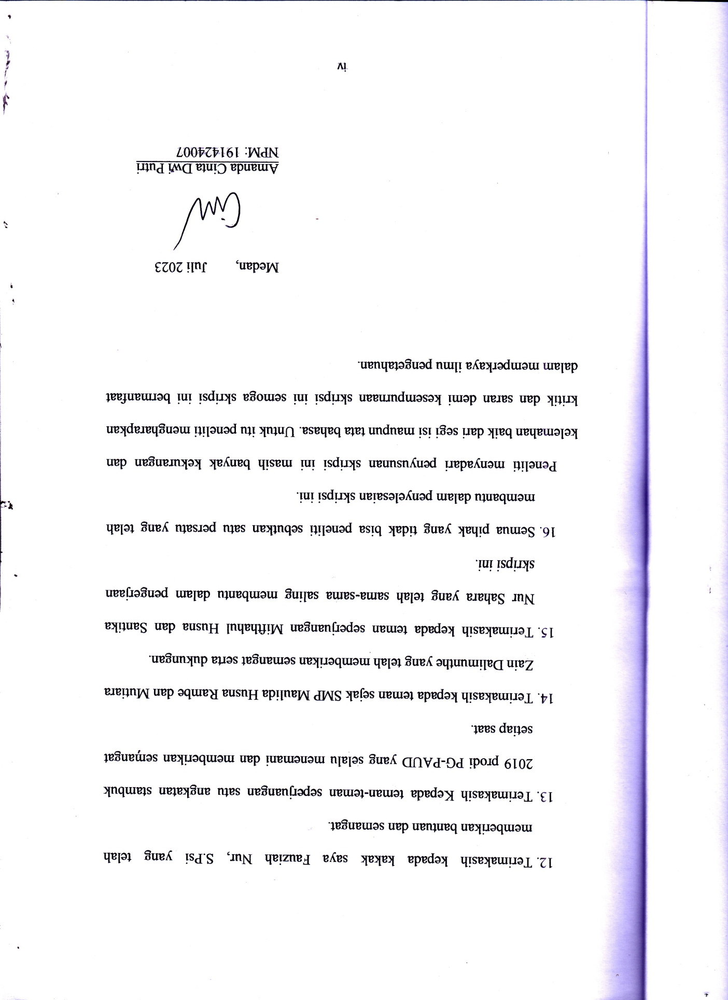 12. Terimakasih kepada kakak saya Fauziah Nur, S.Psi yang telah
memberikan bantuan dan semangat.
13. Terimakasih Kepada teman-teman seperjuangan satu angkatan stambuk
2019 prodi PG-PAUD yang selalu menemani dan memberikan semangat
setiap saat.
14. Terimakasih kepada teman sejak SMP Maulida Husna Rambe dan Mutiara
Zain Dalimunthe yang telah memberikan semangat serta dukungan.
15. Terimakasih kepada teman seperjuangan Mifthahul Husna dan Santika
Nur Sahara yang telah sama-sama saling membantu dalam pengerjaan
skripsi ini.
16. Semua pihak yang tidak bisa peneliti sebutkan satu persatu yang telah
membantu dalam penyelesaian skripsi ini.
Peneliti menyadari penyusunan skripsi ini masih banyak kekurangan dan
kelemahan baik dari segi isi maupun tata bahasa. Untuk itu peneliti mengharapkan
kritik dan saran demi kesempurnaan skripsi ini semoga skripsi ini bermanfaat
dalam memperkaya ilmu pengetahuan.
Medan, Juli 2023
Amanda Cinta Dwi Putri
NPM: 191424007
iv